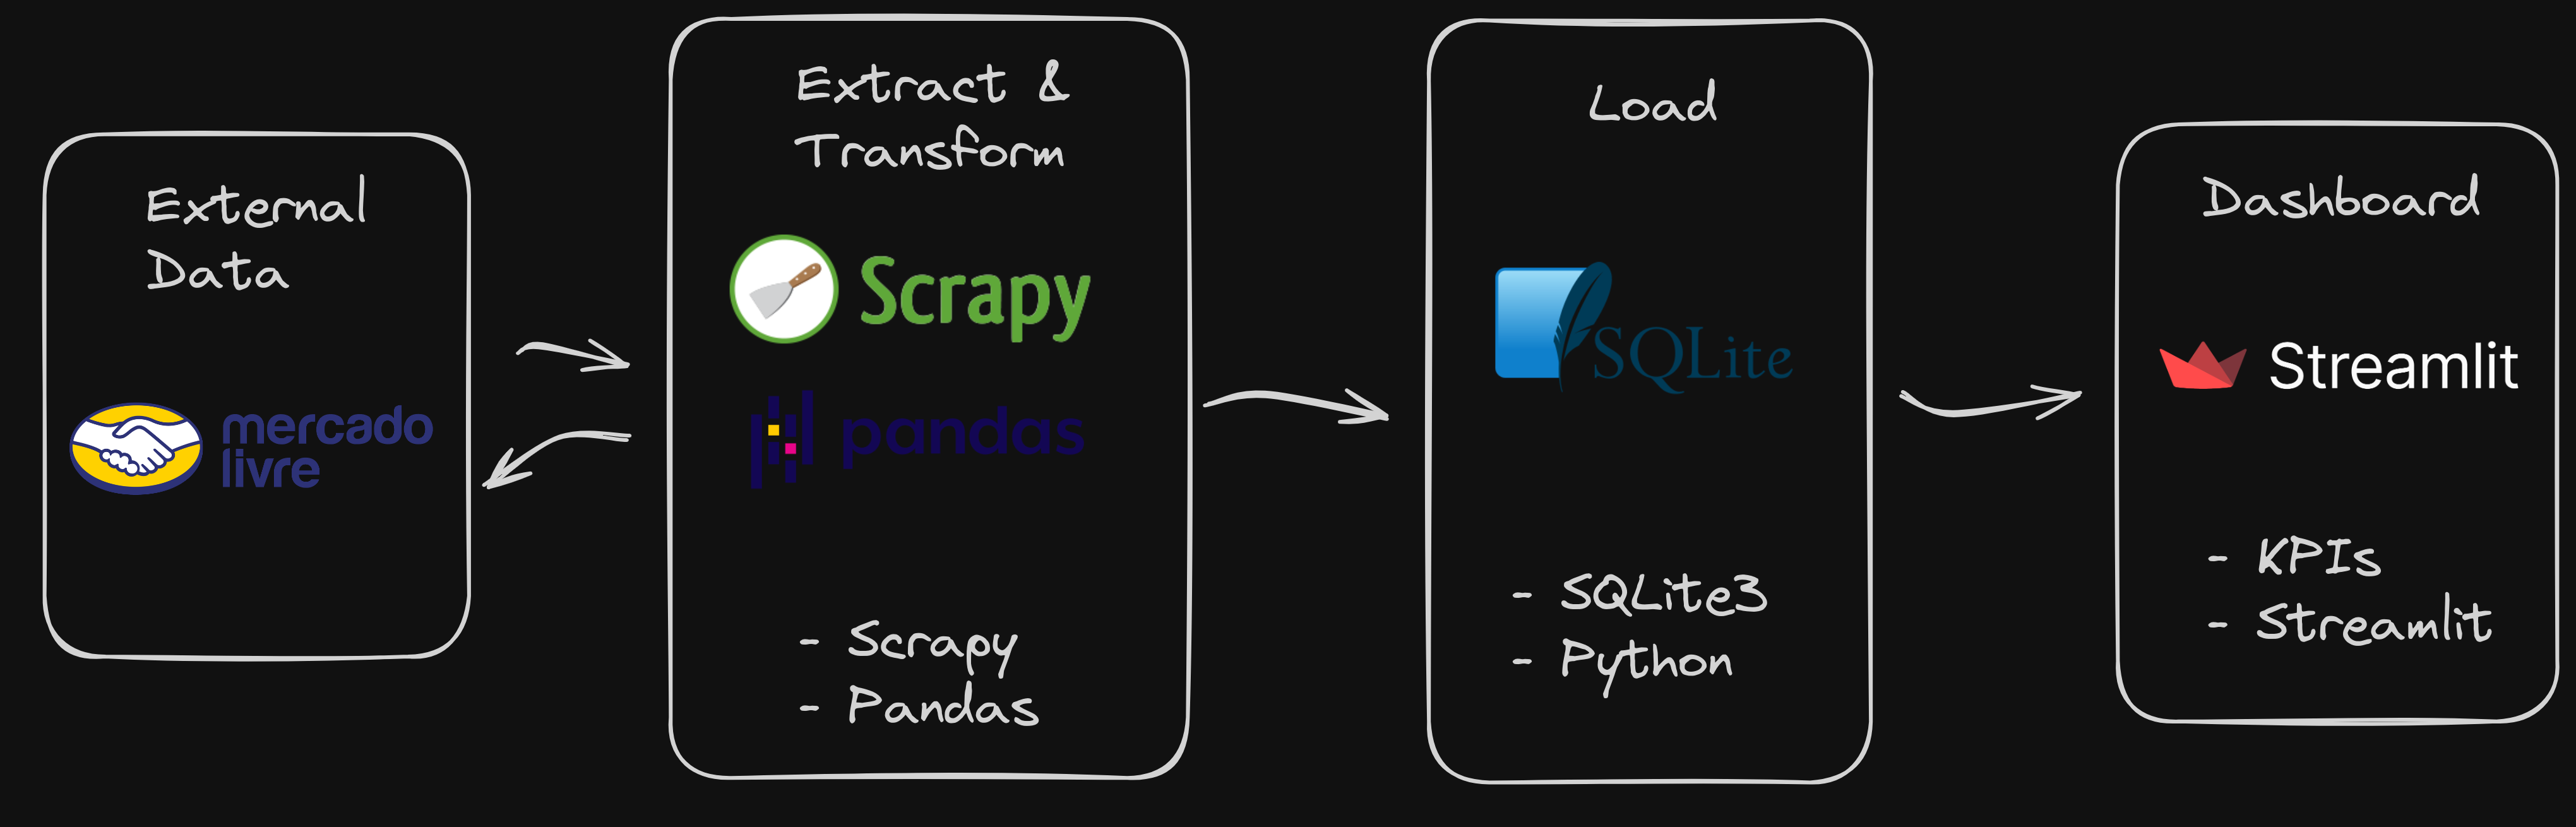 External
Data
mercado
livre
Extract &
Transform
Scrapy
pandas
- Scrapy
- Pandas
Load
SQLite
- SQLite3
- Python
Dashboard
Streamlit
- KPIs
- Streamlit